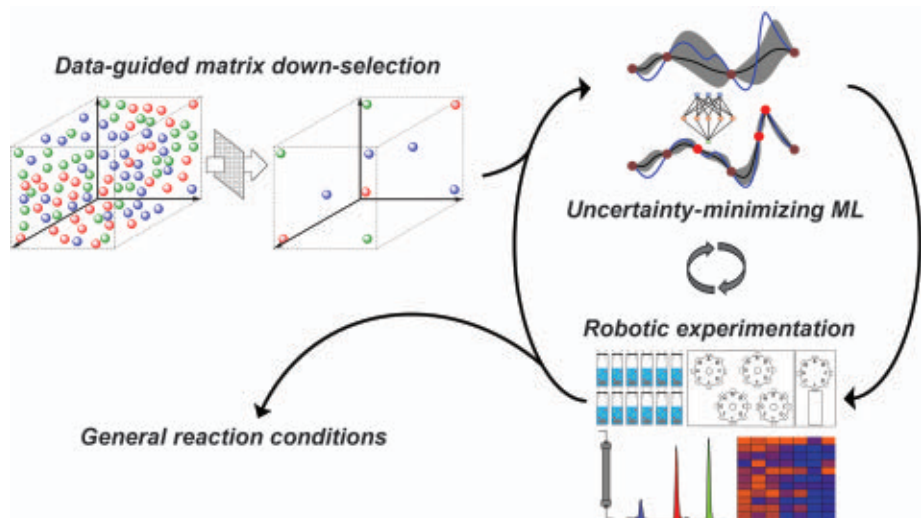 Data-guided matrix down-selection
Uncertainty-minimizing ML
Robotic experimentation
General reaction conditions